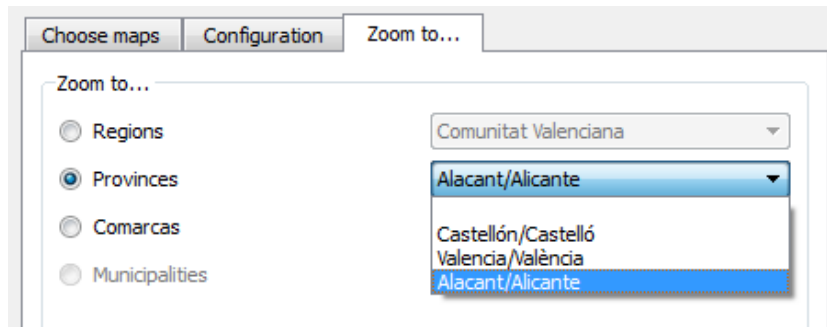 Choose maps Configuration Zoom to...
Zoom to...
Regions Comunitat Valenciana
Provinces Alacant/Alicante
Comarcas
Castellón/Castelló
Valencia/València
Municipalities Alacant/Alicante